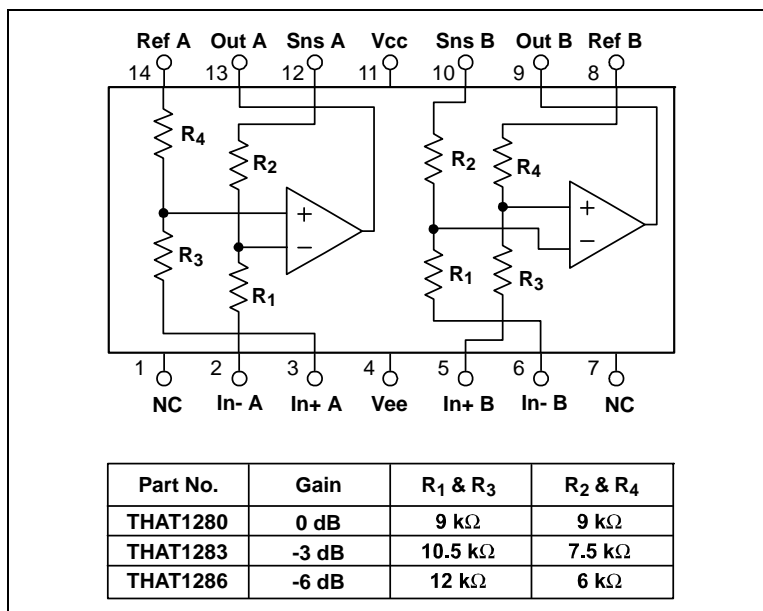 Ref A Out A Sns A Vcc Sns B Out B Ref B
14 13 12 11 10 9 8
R4 R2 R2 R4
+ +
− −
R3 R1 R1 R3
1 2 3 4 5 6 7
NC In- A In+ A Vee In+ B In- B NC
Part No. Gain R1 & R3 R2 & R4
THAT1280 0 dB 9 kΩ 9 kΩ
THAT1283 -3 dB 10.5 kΩ 7.5 kΩ
THAT1286 -6 dB 12 kΩ 6 kΩ